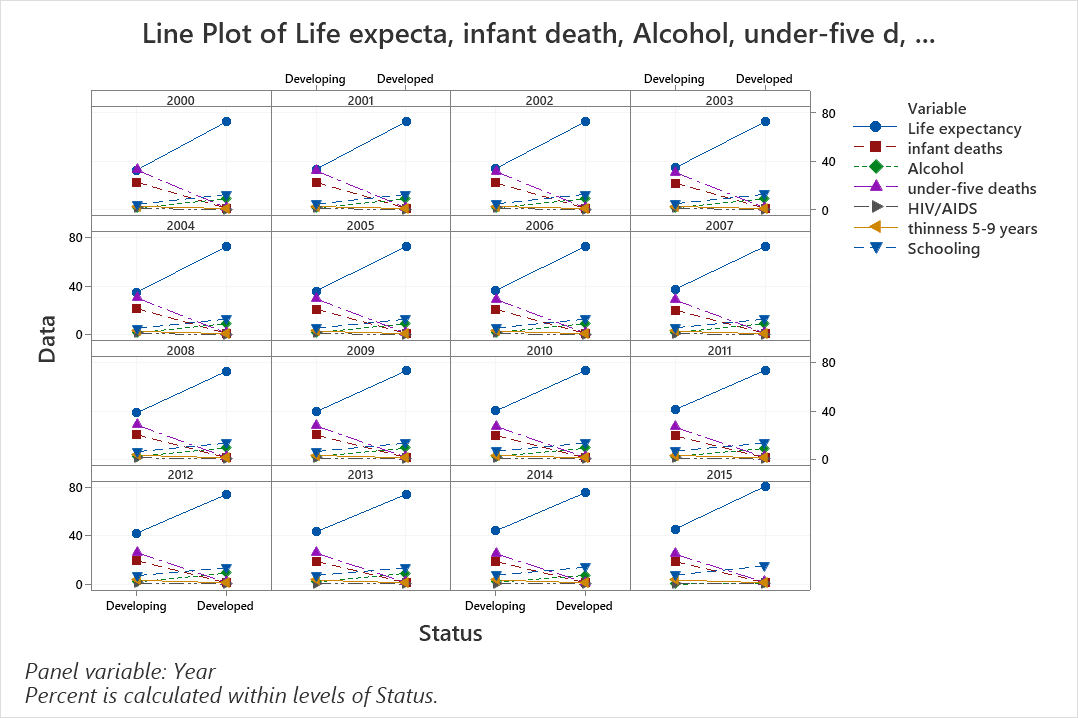 Line Plot of Life expecta, infant death, Alcohol, under-five d, ...
Developing Developed Developing Developed
2000 2001 2002 2003
80
40
0
Variable
Life expectancy
infant deaths
Alcohol
under-five deaths
HIV/AIDS
thinness 5-9 years
Schooling
2004 2005 2006 2007
80
40
0
Data
2008 2009 2010 2011
80
40
0
2012 2013 2014 2015
80
40
0
Developing Developed Developing Developed
Status
Panel variable: Year
Percent is calculated within levels of Status.